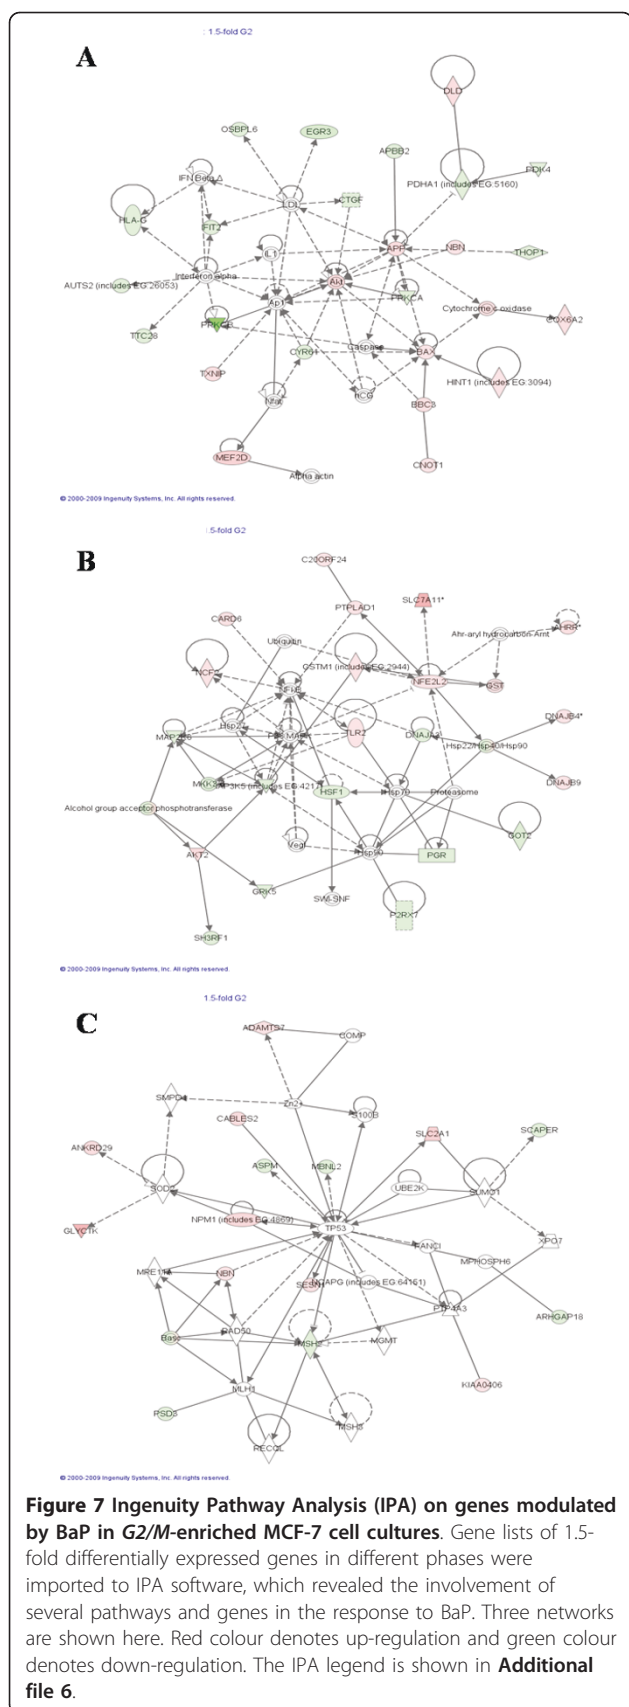 : 1.5-fold G2
A
DLD
OSBPL6
EGR3
APBB2
PDK4
IFN Beta
PDHA1 (includes EG:5160)
LDL
CTGF
HLA-G
IFIT2
IL1
APP
NBN
THOP1
Interferon alpha
AUTS2 (includes EG:26053)
Akt
PRKCA
Ap1
Cytochrome c oxidase
COX6A2
TTC28
CYR61
Caspase
BAX
TXNIP
HINT1 (includes EG:3094)
hCG
BBC3
MEF2D
CNOT1
Alpha actin
© 2000-2009 Ingenuity Systems, Inc. All rights reserved.
.5-fold G2
B
C20ORF24
SLC7A11*
PTPLAD1
CARD6
Ahr-aryl hydrocarbon-Arnt
AHRR*
Ubiquitin
GSTM1 (includes EG:2944)
NFE2L2
GST
Hsp27
TLR2
DNAJA3
DNAJB4*
Hsp22/Hsp40/Hsp90
DNAJB9
HSF1
Hsp70
Proteasome
Alcohol group acceptor phosphotransferase
GOT2
Vegf
Hsp90
PGR
AKT2
GRK5
SWI-SNF
P2RX7
SH3RF1
© 2000-2009 Ingenuity Systems, Inc. All rights reserved.
1.5-fold G2
C
ADAMTS7
COMP
Zn2+
S100B
CABLES2
SLC2A1
SCAPER
ANKRD29
ASPM
MBNL2
UBE2K
SUMO1
SOD2
NPM1 (includes EG:4869)
TP53
GLYCTK
FANCI
XPO7
MPHOSPH6
MRE11A
NBN
SESN1
NCAPG (includes EG:64151)
PTP4A3
ARHGAP18
RAD50
MSH2
MGMT
MLH1
KIAA0406
PSD3
MSH3
RECQL
© 2000-2009 Ingenuity Systems, Inc. All rights reserved.
Figure 7 Ingenuity Pathway Analysis (IPA) on genes modulated
by BaP in G2/M-enriched MCF-7 cell cultures. Gene lists of 1.5-
fold differentially expressed genes in different phases were
imported to IPA software, which revealed the involvement of
several pathways and genes in the response to BaP. Three networks
are shown here. Red colour denotes up-regulation and green colour
denotes down-regulation. The IPA legend is shown in Additional
file 6.